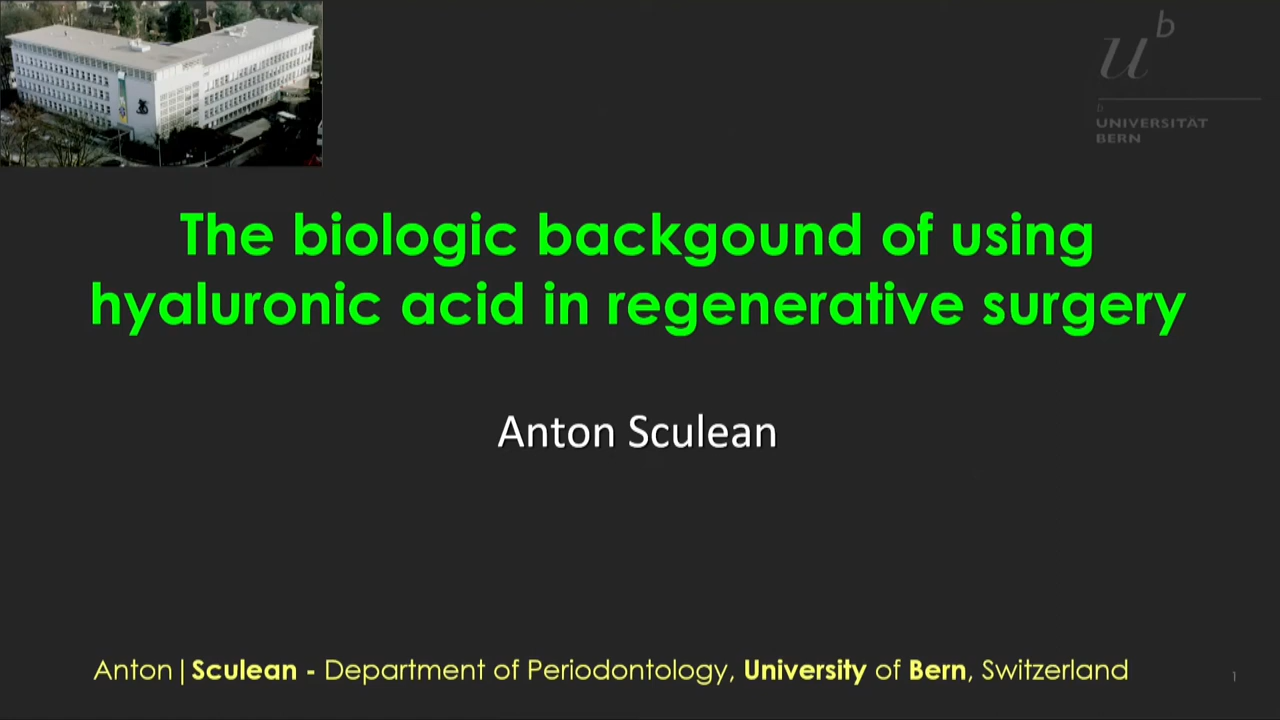 u
b
b
UNIVERSITÄT
BERN
The biologic backgound of using
hyaluronic acid in regenerative surgery
Anton Sculean
Anton|Sculean - Department of Periodontology, University of Bern, Switzerland
1